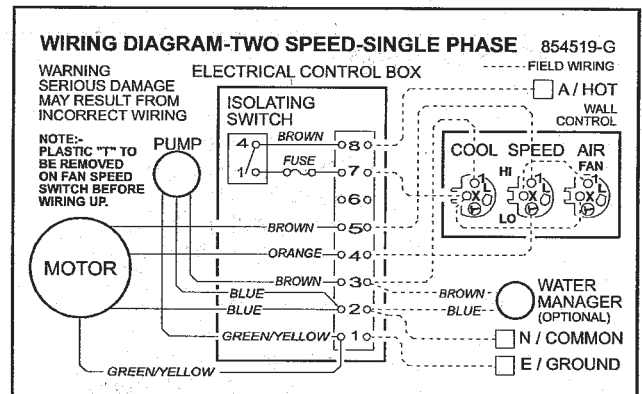 WIRING DIAGRAM-TWO SPEED-SINGLE PHASE 854519-G
FIELD WIRING
WARNING
SERIOUS DAMAGE
MAY RESULT FROM
INCORRECT WIRING
NOTE:-
PLASTIC "T" TO
BE REMOVED
ON FAN SPEED
SWITCH BEFORE
WIRING UP.
ELECTRICAL CONTROL BOX
ISOLATING
SWITCH
4
1
BROWN
FUSE
8
7
6
5
4
3
2
1
PUMP
MOTOR
BROWN
ORANGE
BROWN
BLUE
BLUE
GREEN/YELLOW
GREEN/YELLOW
A / HOT
WALL
CONTROL
COOL SPEED AIR
FAN
HI
LO
1
L
X
1
L
X
1
L
X
BROWN
BLUE
WATER
MANAGER
(OPTIONAL)
N / COMMON
E / GROUND